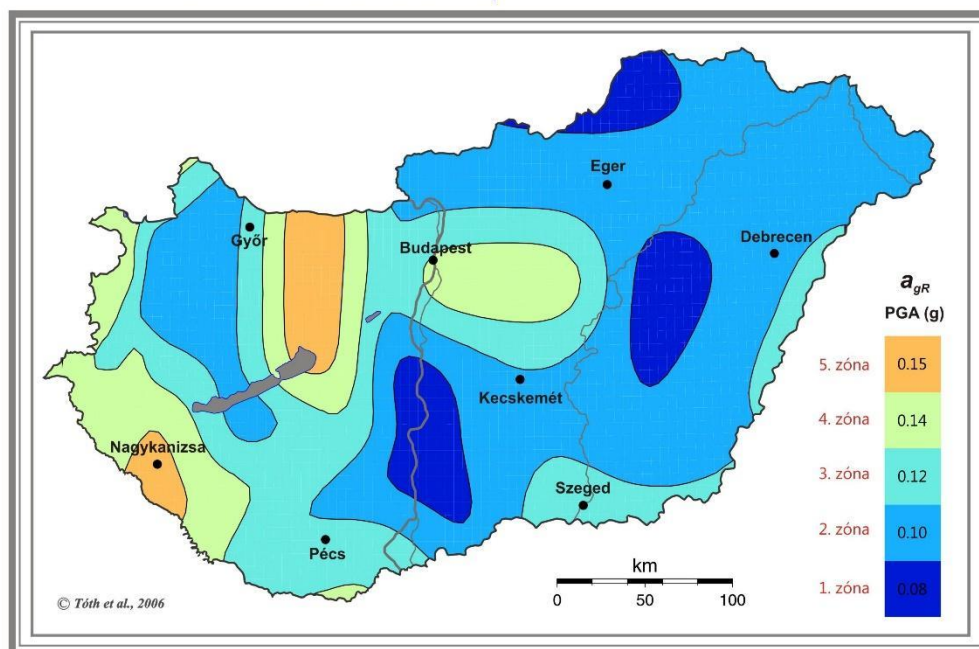 Eger
Győr
Budapest
Debrecen
Kecskemét
Nagykanizsa
Szeged
Pécs
a_gR
PGA (g)
5. zóna 0.15
4. zóna 0.14
3. zóna 0.12
2. zóna 0.10
1. zóna 0.08
km
0 50 100
© Tóth et al., 2006